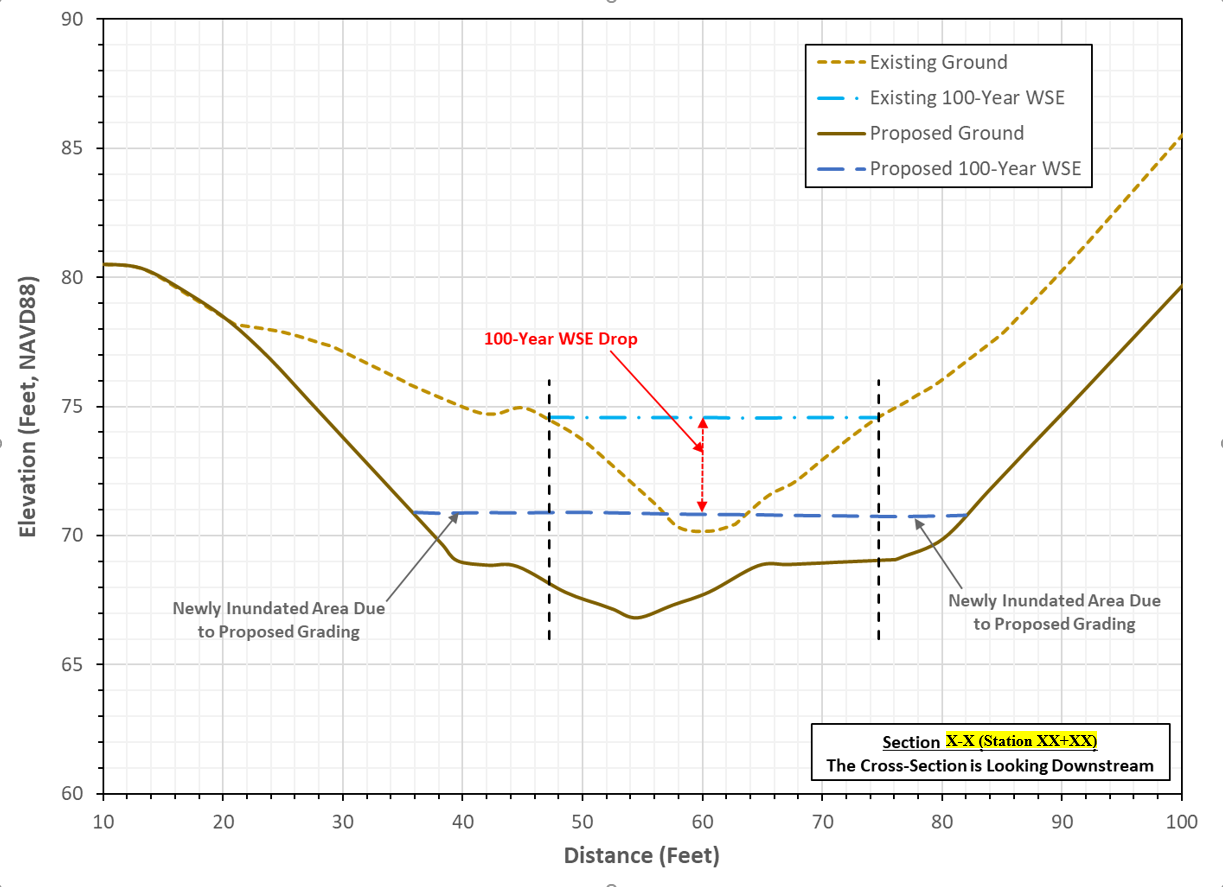 90
85
80
75
70
65
60
Elevation (Feet, NAVD88)
Existing Ground
Existing 100-Year WSE
Proposed Ground
Proposed 100-Year WSE
100-Year WSE Drop
Newly Inundated Area Due
to Proposed Grading
Newly Inundated Area Due
to Proposed Grading
Section X-X (Station XX+XX)
The Cross-Section is Looking Downstream
10 20 30 40 50 60 70 80 90 100
Distance (Feet)